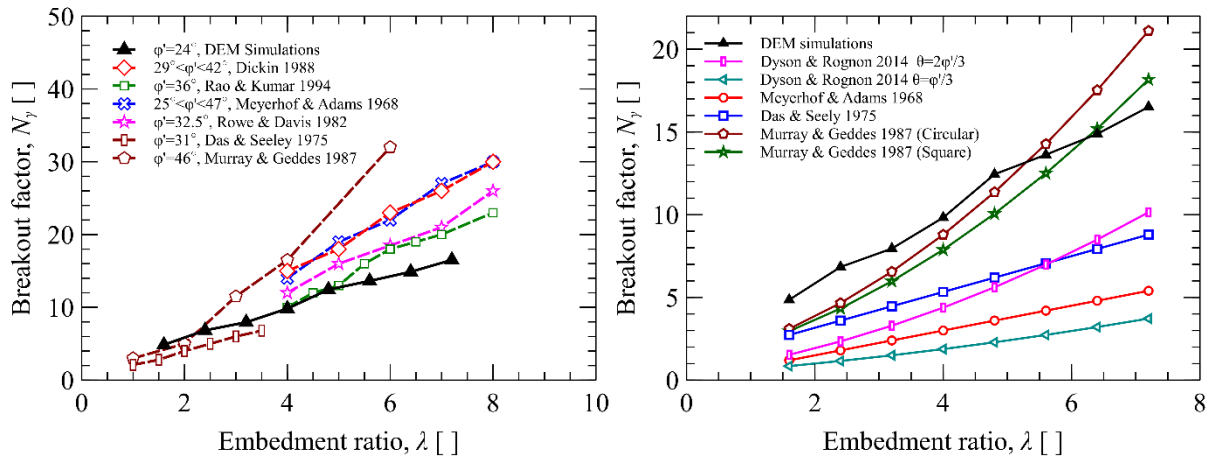 50
40
30
20
10
0
0
2
4
6
8
10
Breakout factor, Nγ [ ]
Embedment ratio, λ [ ]
φ'=24°, DEM Simulations
29°<φ'<42°, Dickin 1988
φ'=36°, Rao & Kumar 1994
25°<φ'<47°, Meyerhof & Adams 1968
φ'=32.5°, Rowe & Davis 1982
φ'=31°, Das & Seeley 1975
φ'=46°, Murray & Geddes 1987
20
15
10
5
0
0
2
4
6
8
Breakout factor, Nγ [ ]
Embedment ratio, λ [ ]
DEM simulations
Dyson & Rognon 2014 θ=2φ'/3
Dyson & Rognon 2014 θ=φ'/3
Meyerhof & Adams 1968
Das & Seely 1975
Murray & Geddes 1987 (Circular)
Murray & Geddes 1987 (Square)